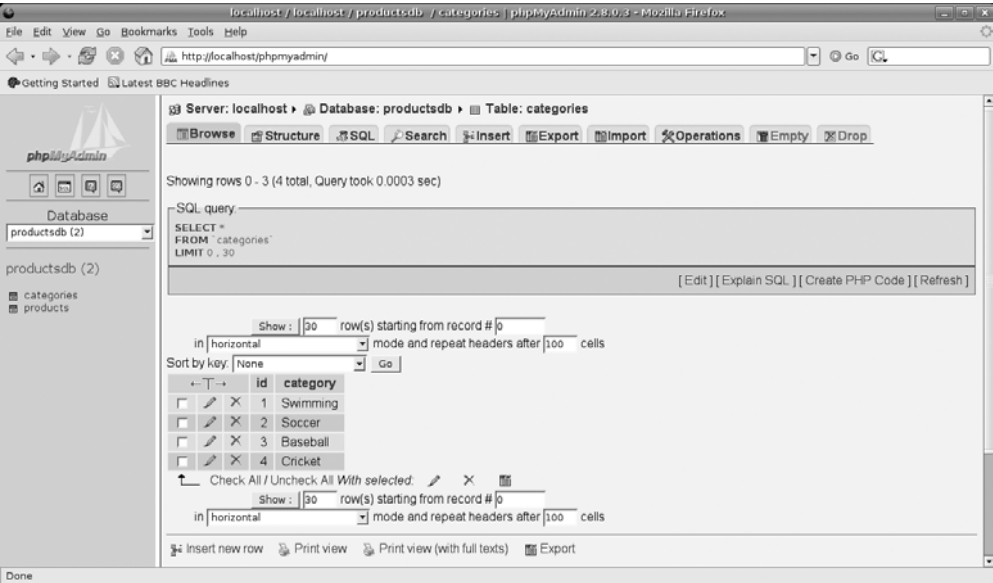 localhost / localhost / productsdb / categories | phpMyAdmin 2.8.0.3 - Mozilla Firefox
File Edit View Go Bookmarks Tools Help
http://localhost/phpmyadmin/ Go
Getting Started Latest BBC Headlines
phpMyAdmin
Database
productsdb (2)
productsdb (2)
categories
products
Server: localhost Database: productsdb Table: categories
Browse Structure SQL Search Insert Export Import Operations Empty Drop
Showing rows 0 - 3 (4 total, Query took 0.0003 sec)
SQL query:
SELECT *
FROM `categories`
LIMIT 0 , 30
[ Edit ] [ Explain SQL ] [ Create PHP Code ] [ Refresh ]
Show : 30 row(s) starting from record # 0
in horizontal mode and repeat headers after 100 cells
Sort by key: None Go
←T→ id category
1 Swimming
2 Soccer
3 Baseball
4 Cricket
Check All / Uncheck All With selected:
Show : 30 row(s) starting from record # 0
in horizontal mode and repeat headers after 100 cells
Insert new row Print view Print view (with full texts) Export
Done